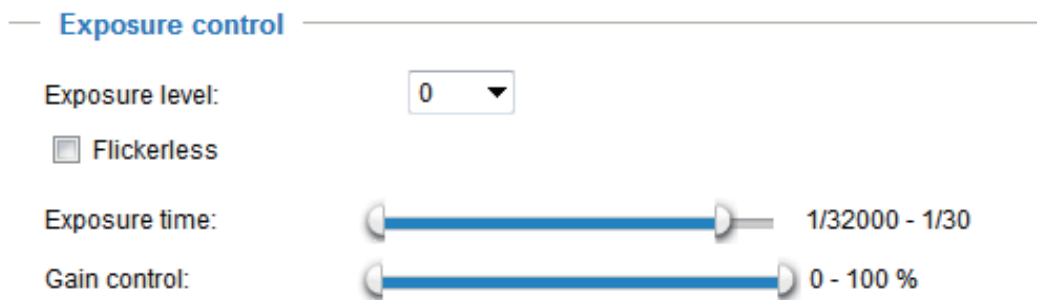 Exposure control
Exposure level: 0
Flickerless
Exposure time: 1/32000 - 1/30
Gain control: 0 - 100 %